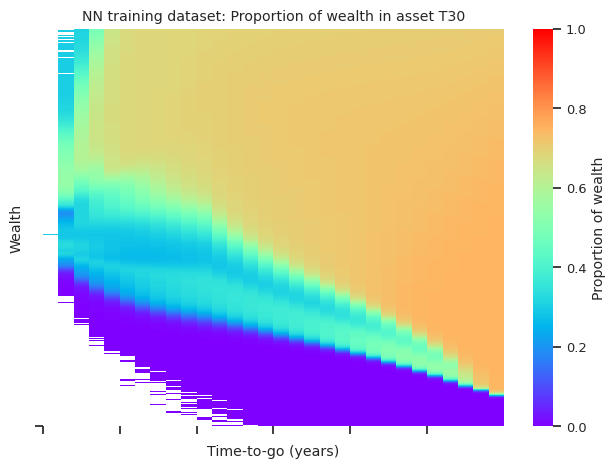 NN training dataset: Proportion of wealth in asset T30
Wealth
Time-to-go (years)
1.0
0.8
0.6
0.4
0.2
0.0
Proportion of wealth